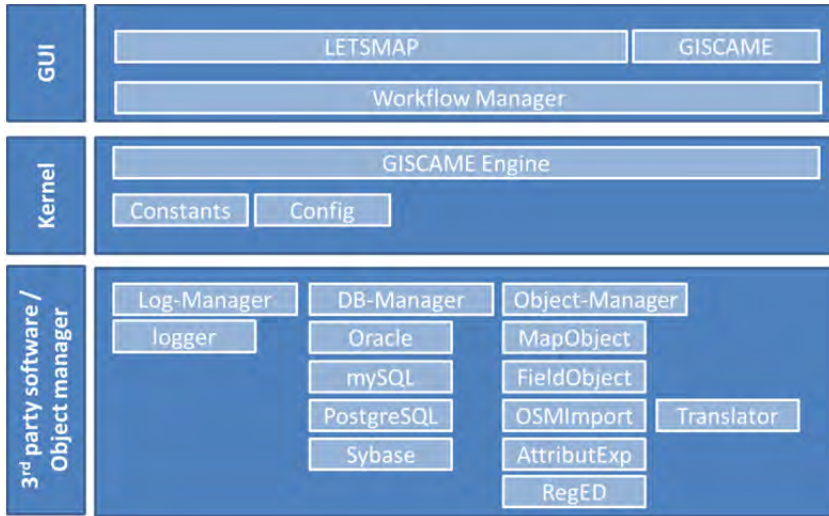 GUI
LETSMAP
GISCAME
Workflow Manager
Kernel
GISCAME Engine
Constants
Config
3rd party software /
Object manager
Log-Manager
logger
DB-Manager
Oracle
mySQL
PostgreSQL
Sybase
Object-Manager
MapObject
FieldObject
OSMImport
Translator
AttributExp
RegED